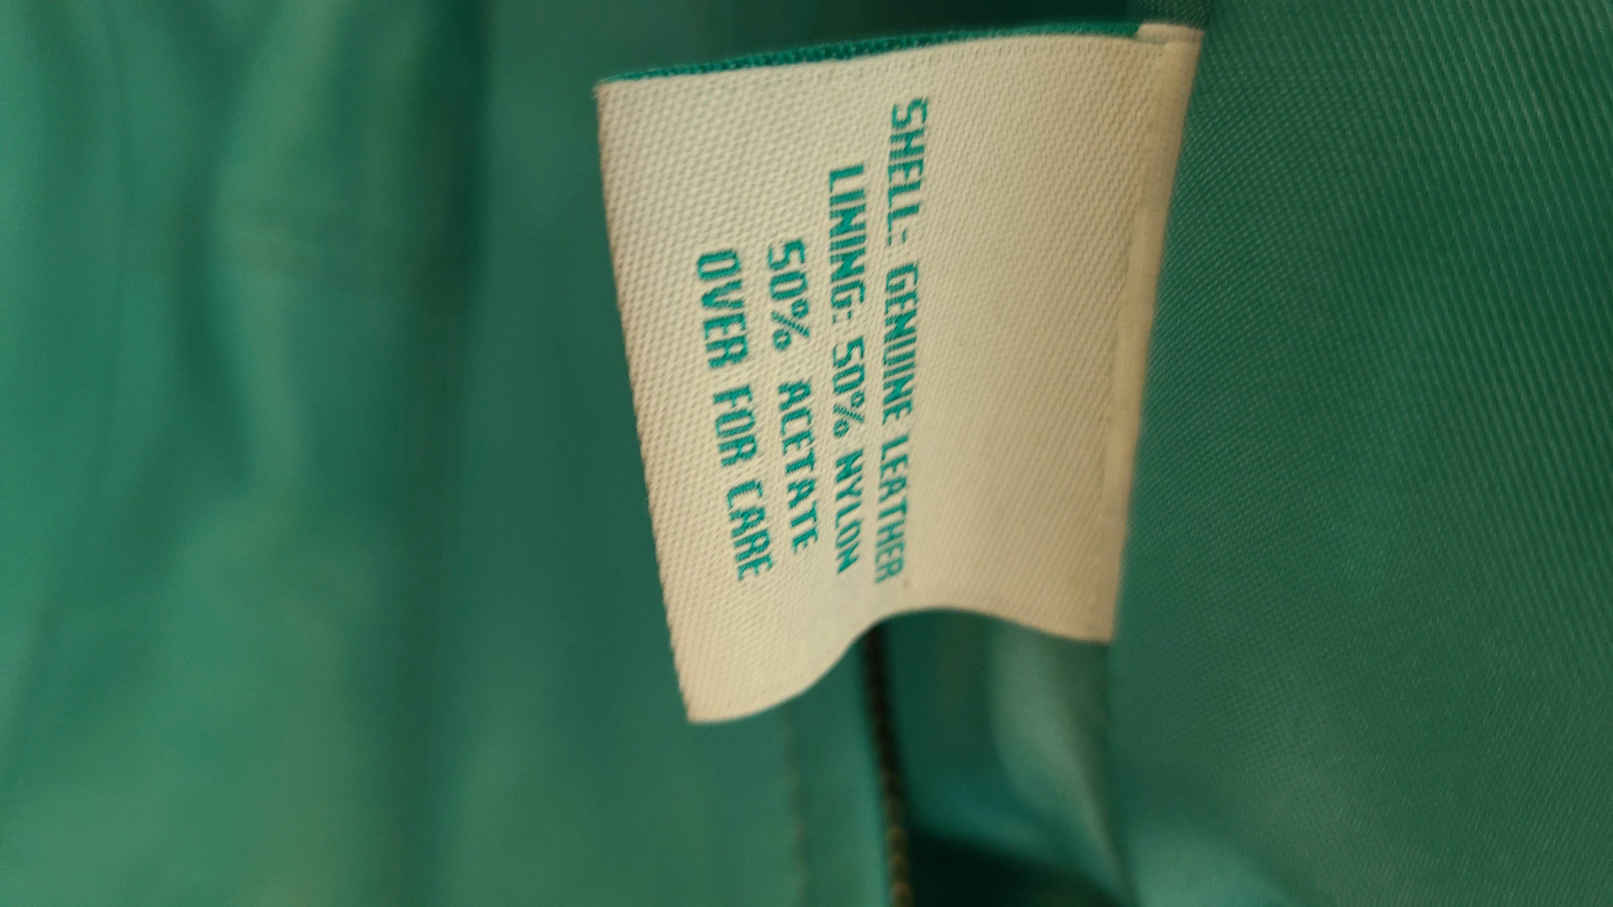 SHELL: GENUINE LEATHER
LINING: 50% NYLON
50% ACETATE
OVER FOR CARE